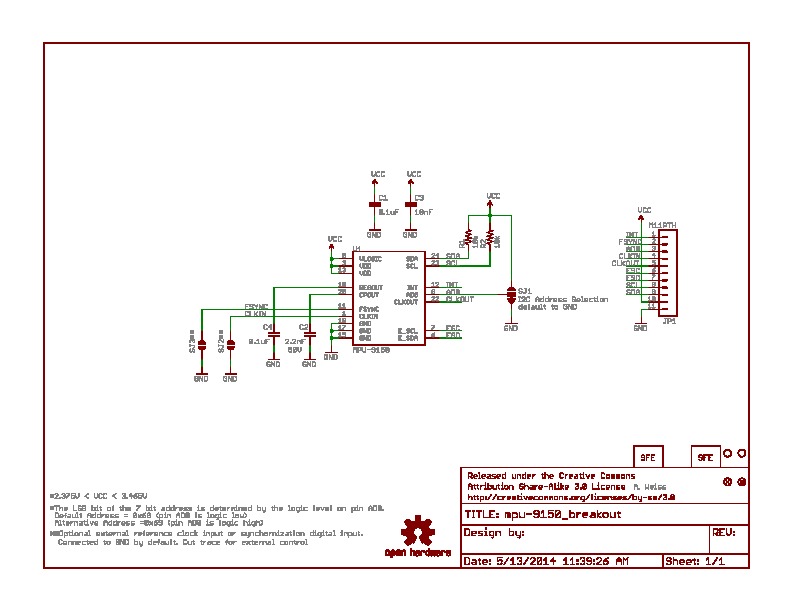 VCC VCC
C1 C3
0.1uF 10nF
GND GND
VCC
R1 10k R2 10k
VCC
U1
8 VLOGIC SDA 24 SDA
3 VDD SCL 23 SCL
13 VDD
10 REGOUT INT 12 INT
20 CPOUT AD0 9 AD0
CLKOUT 22 CLKOUT
FSYNC 11 FSYNC
CLKIN 1 CLKIN
18 GND
17 GND E_SCL 7 ESC
15 GND E_SDA 6 ESD
MPU-9150
SJ1
I2C Address Selection
default to GND
GND
SJ3** SJ2**
C4 C2
0.1uF 2.2nF
50V
GND GND GND GND GND
VCC
M11PTH
INT 1
FSYNC 2
AD0 3
CLKIN 4
CLKOUT 5
ESC 6
ESD 7
SCL 8
SDA 9
10
11
GND JP1
*2.375V < VCC < 3.465V
*The LSB bit of the 7 bit address is determined by the logic level on pin AD0.
Default Address = 0x68 (pin AD0 is logic low)
Alternative Address =0x69 (pin AD0 is logic high)
**Optional external reference clock input or synchronization digital input.
Connected to GND by default. Cut trace for external control
open hardware
SFE SFE
Released under the Creative Commons
Attribution Share-Alike 3.0 License A. Weiss
http://creativecommons.org/licenses/by-sa/3.0
TITLE: mpu-9150_breakout
Design by: REV:
Date: 5/13/2014 11:39:26 AM Sheet: 1/1